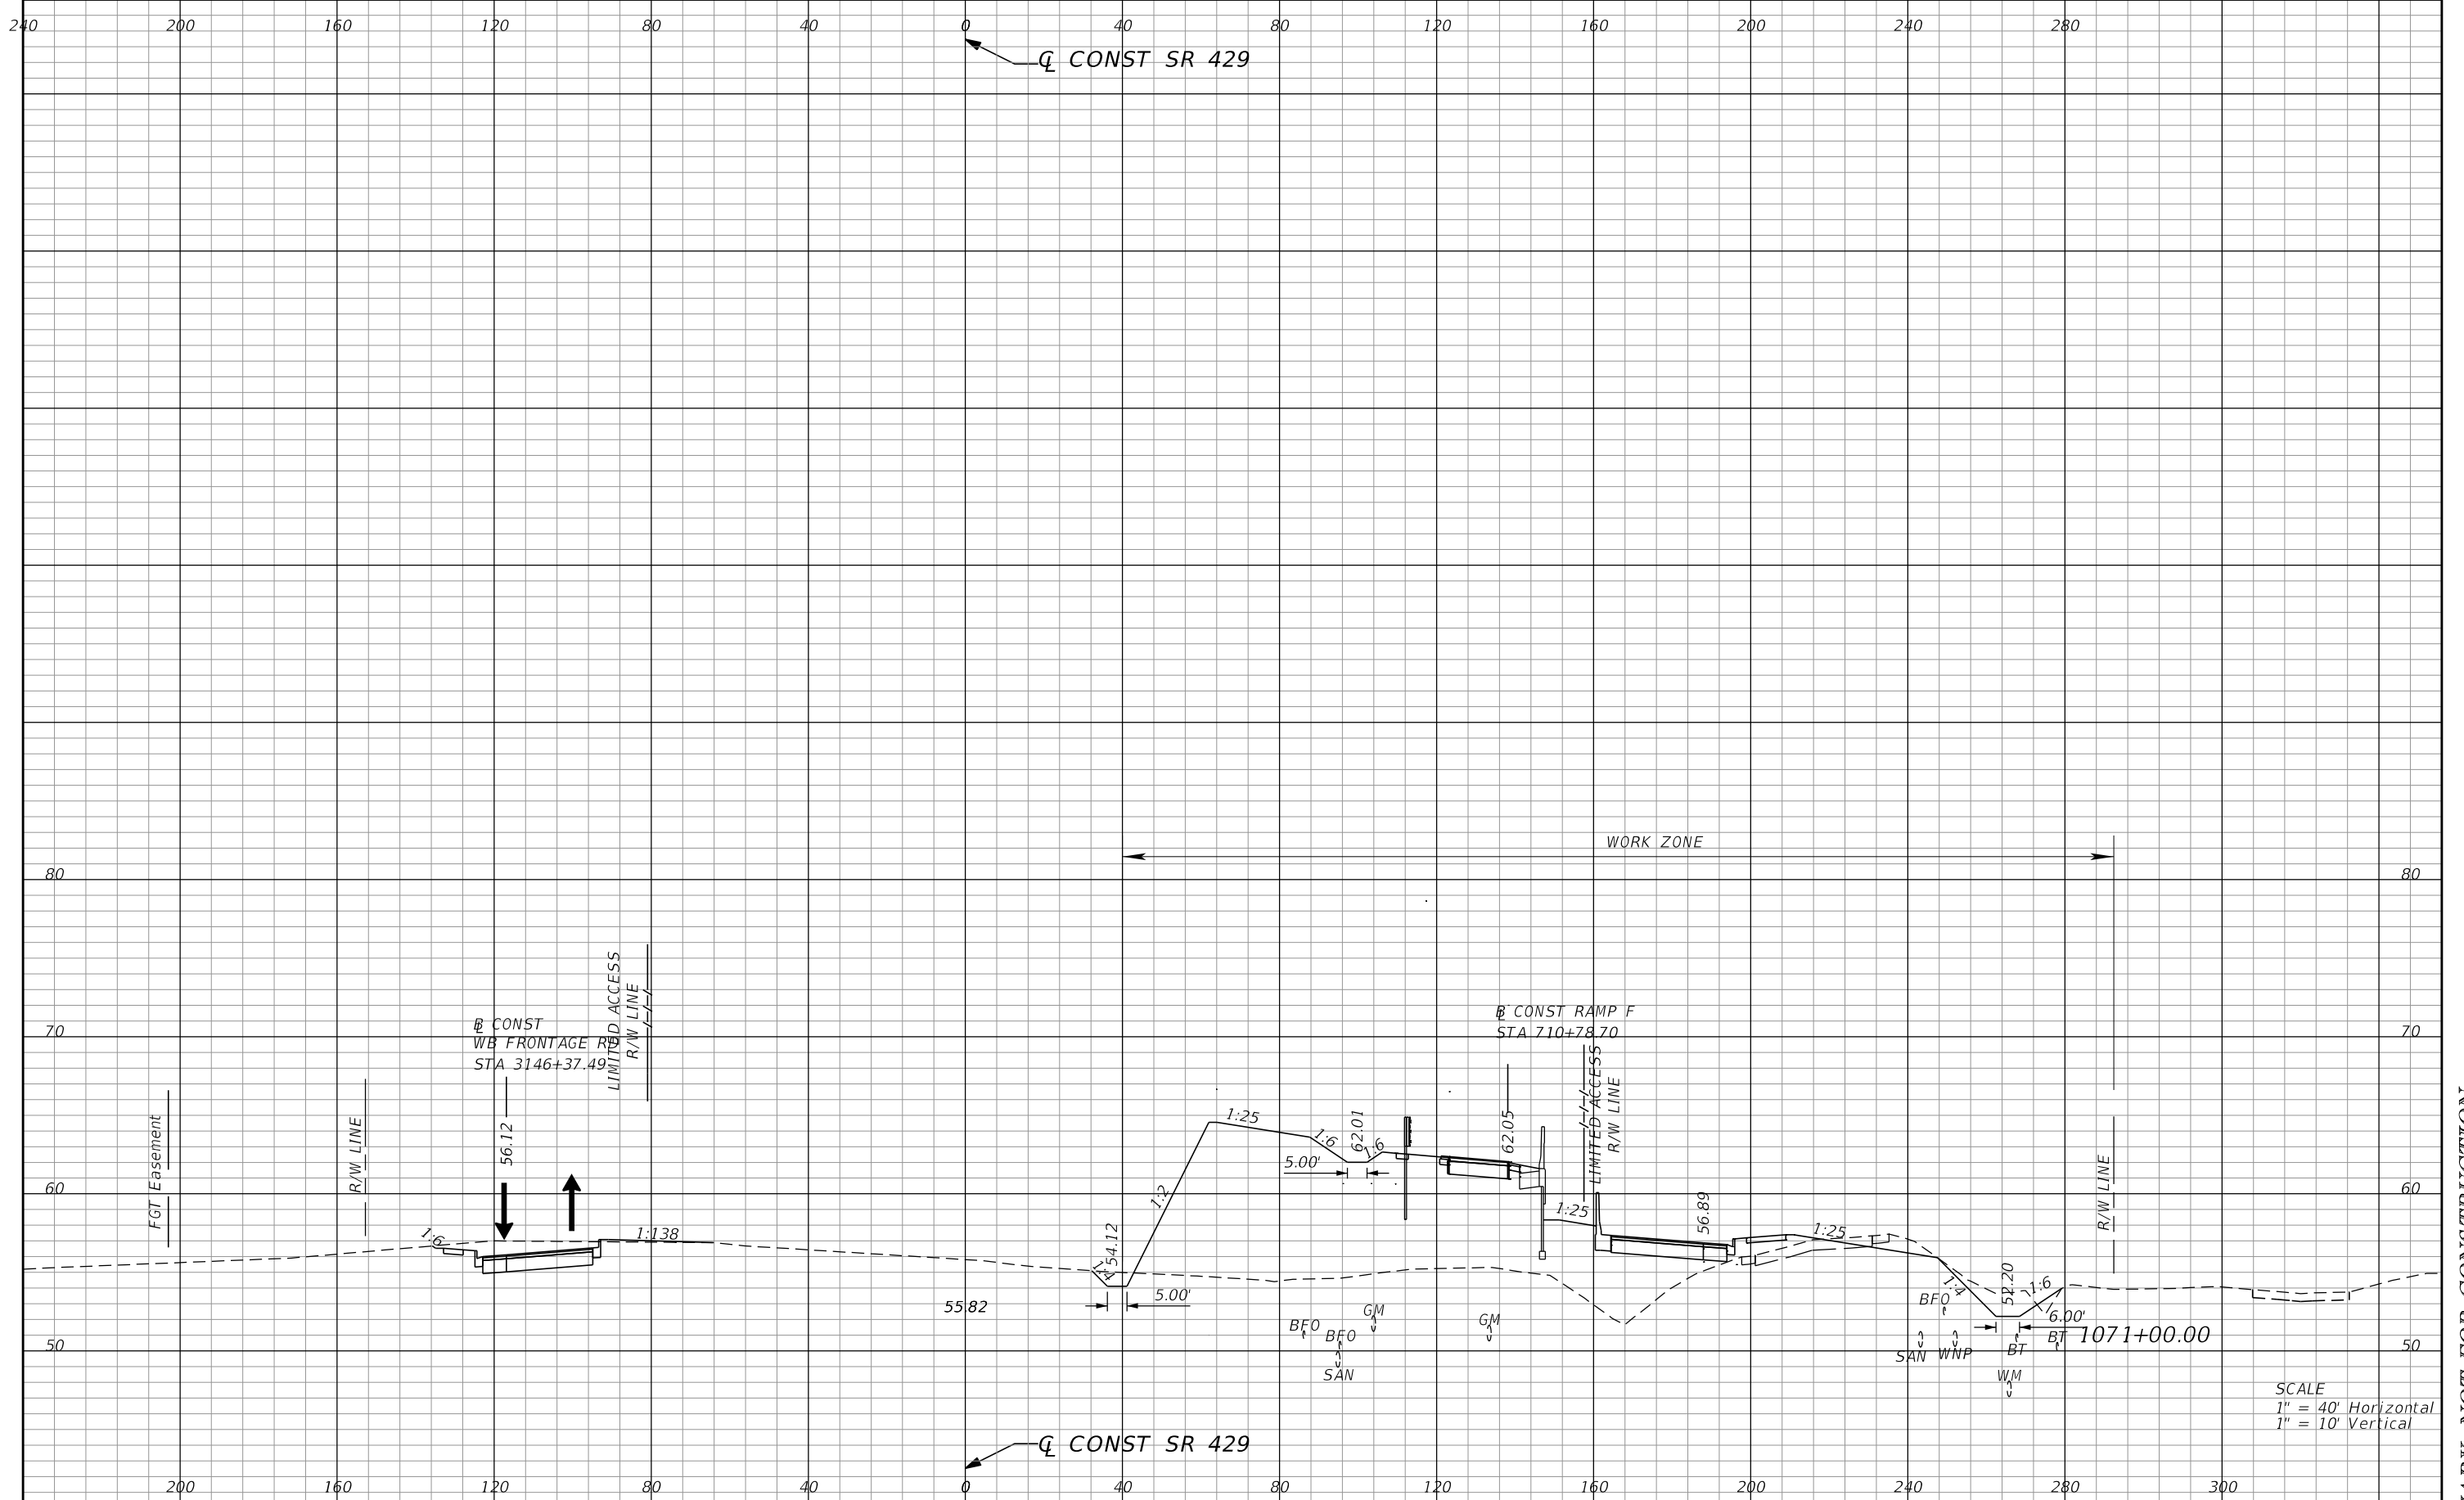 240 200 160 120 80 40 0 40 80 120 160 200 240 280
℄ CONST SR 429
WORK ZONE
80 80
LIMITED ACCESS
R/W LINE
℄ CONST RAMP F
STA 710+78.70
B CONST
WB FRONTAGE RD
STA 3146+37.49
70 70
LIMITED ACCESS
R/W LINE
FGT Easement
R/W LINE
56.12
1:25
1:6
62.01
1:6
62.05
5.00'
R/W LINE
60 60
1:2
1:25
56.89
1:25
1:6
1:138
54.12
1:4
5.00'
55.82
1:4
52.20
1:6
6.00'
BFO
BFO
SAN
GM
GM
BFO
SAN
WNP
BT
BT
WM
1071+00.00
50 50
SCALE
1" = 40' Horizontal
1" = 10' Vertical
℄ CONST SR 429
200 160 120 80 40 0 40 80 120 160 200 240 280 300